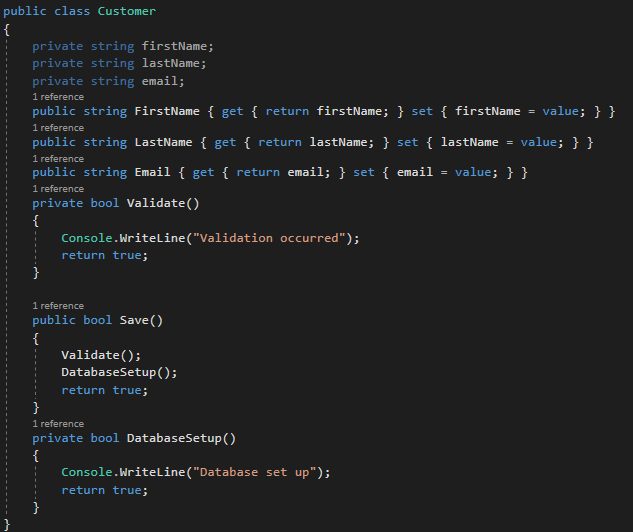 public class Customer
{
private string firstName;
private string lastName;
private string email;
1 reference
public string FirstName { get { return firstName; } set { firstName = value; } }
1 reference
public string LastName { get { return lastName; } set { lastName = value; } }
1 reference
public string Email { get { return email; } set { email = value; } }
1 reference
private bool Validate()
{
Console.WriteLine("Validation occurred");
return true;
}
1 reference
public bool Save()
{
Validate();
DatabaseSetup();
return true;
}
1 reference
private bool DatabaseSetup()
{
Console.WriteLine("Database set up");
return true;
}
}